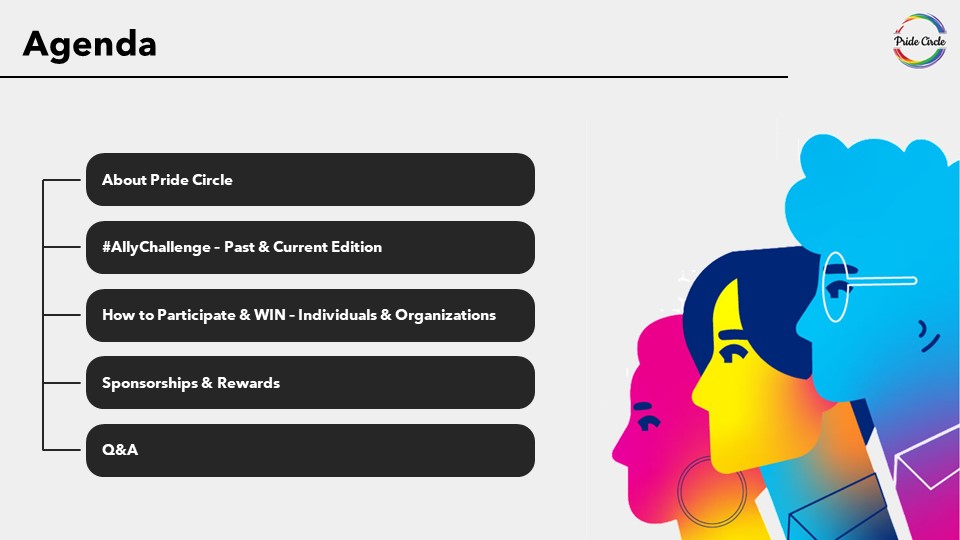 Agenda
Pride Circle
About Pride Circle
#AllyChallenge – Past & Current Edition
How to Participate & WIN – Individuals & Organizations
Sponsorships & Rewards
Q&A